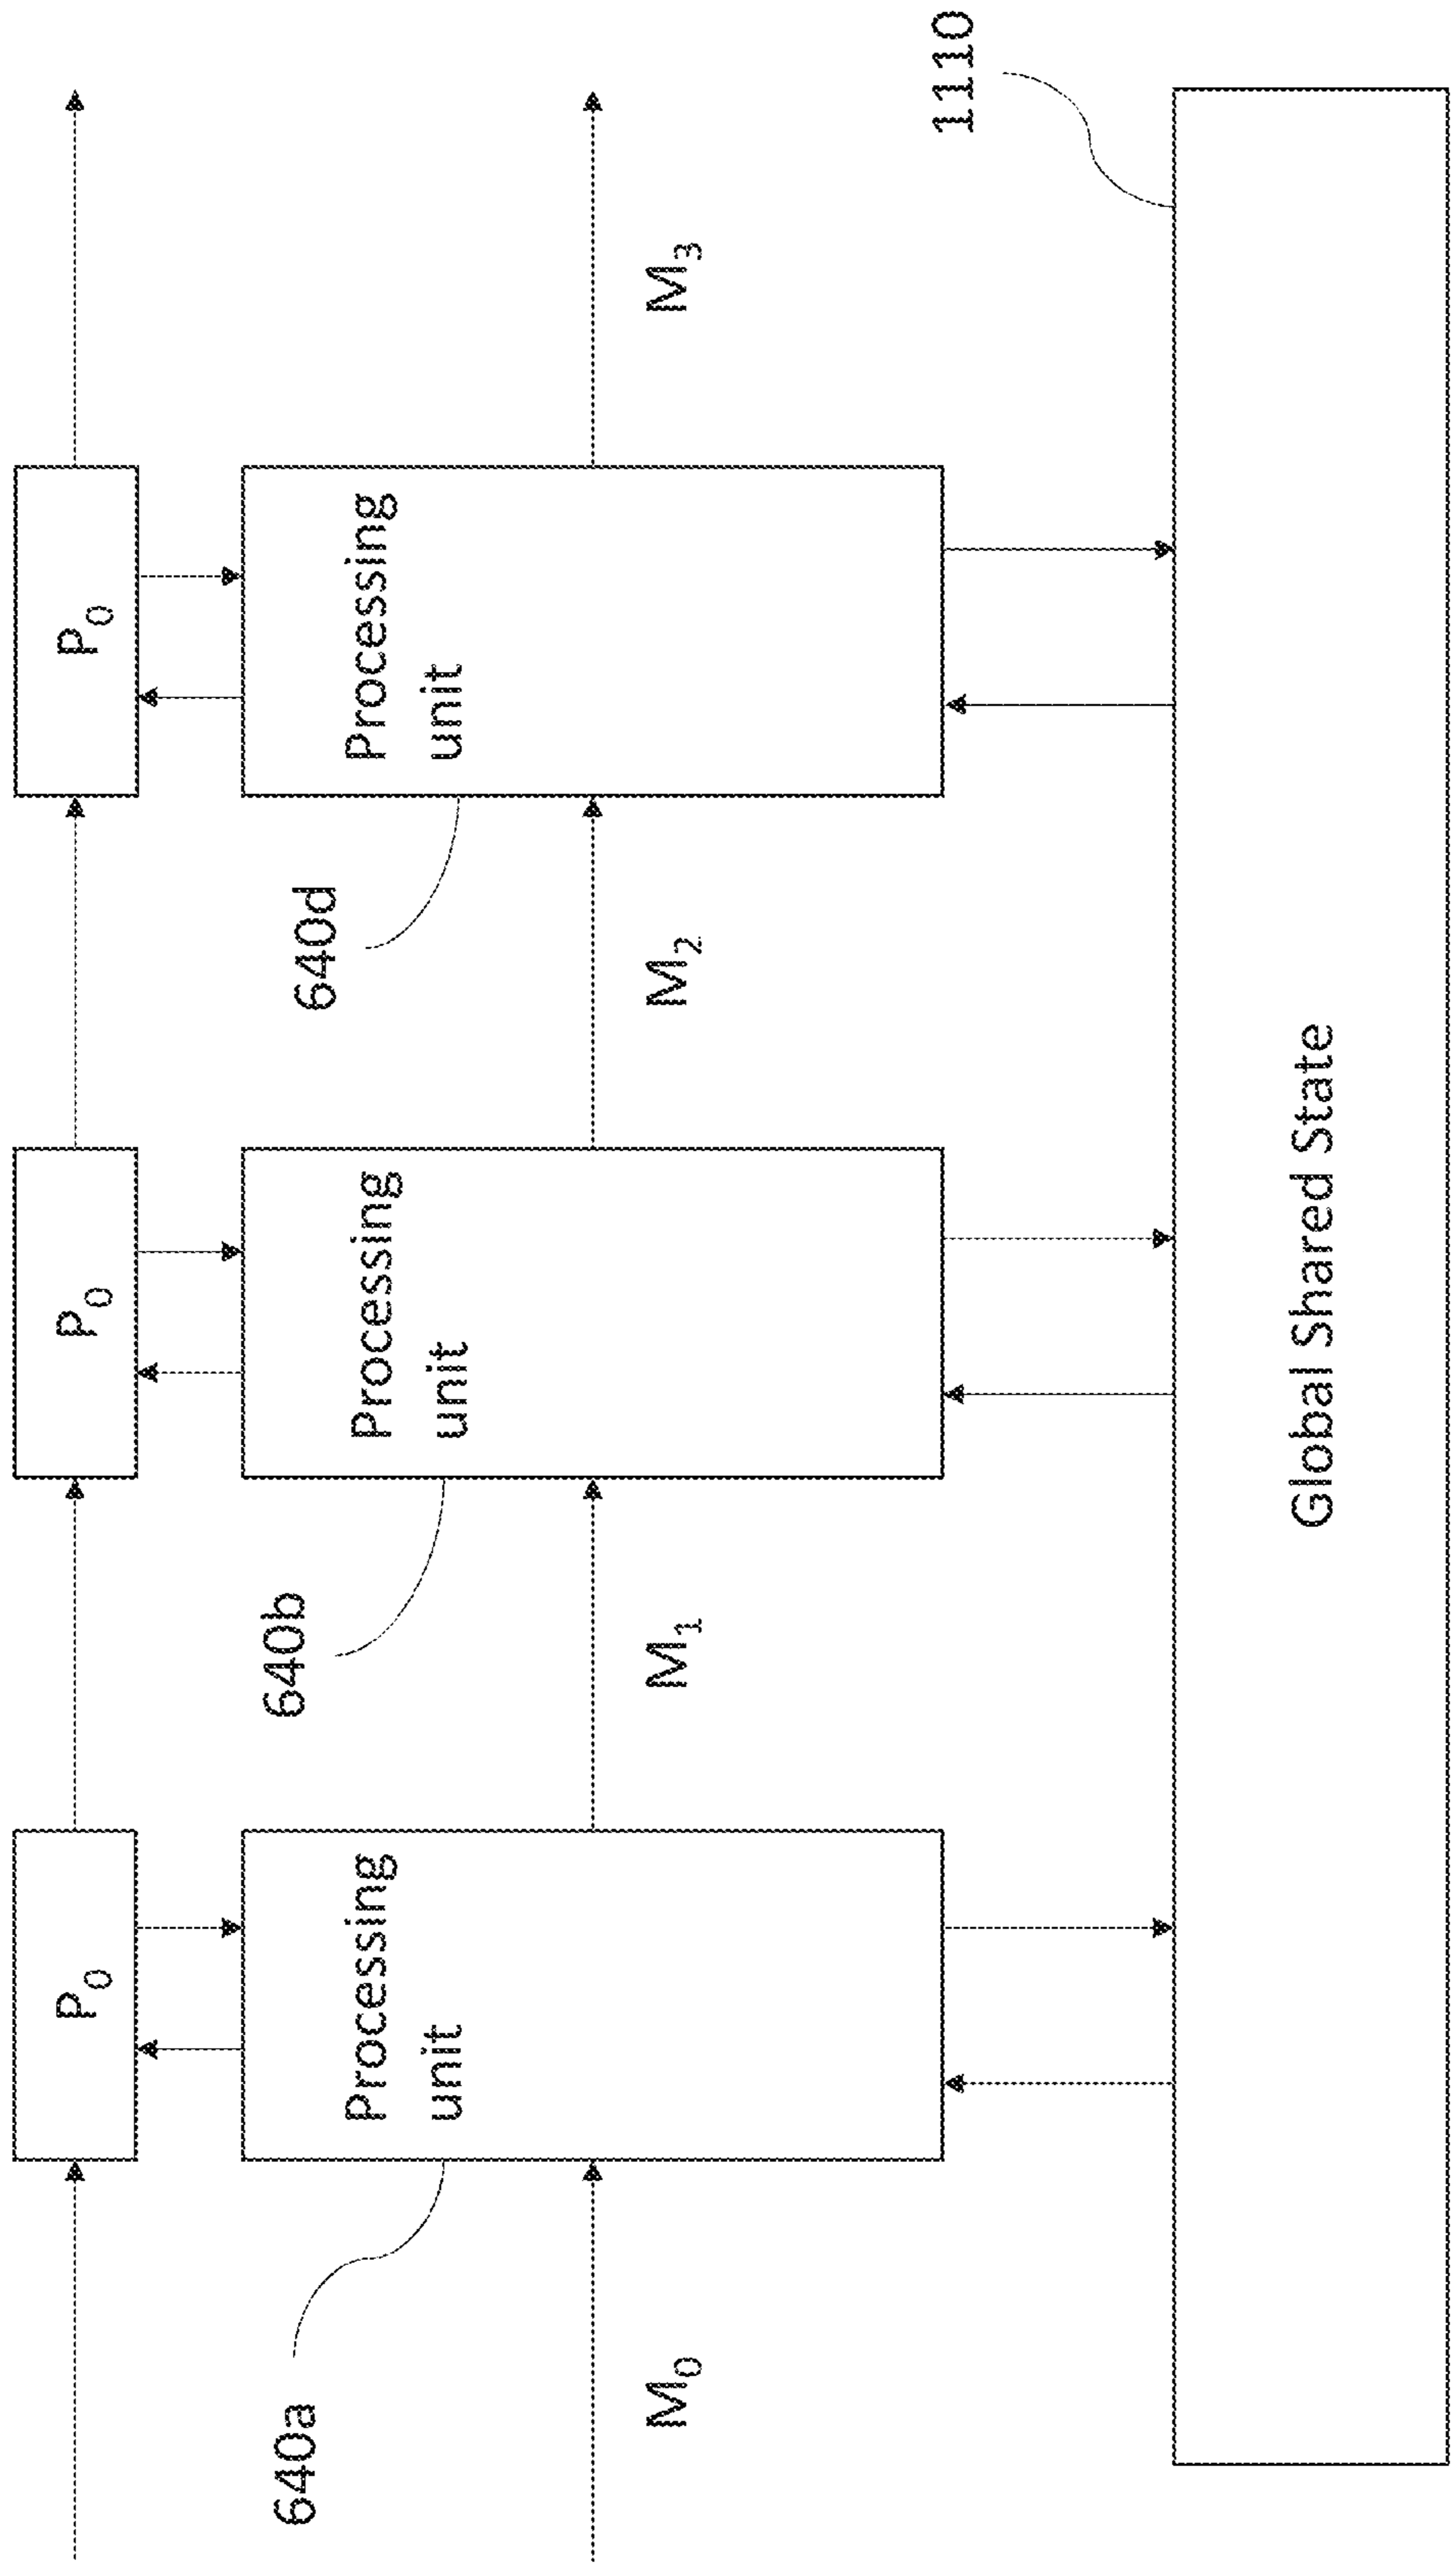 P0
P0
P0
640a
Processing
unit
640b
Processing
unit
640d
Processing
unit
M0
M1
M2
M3
1110
Global Shared State